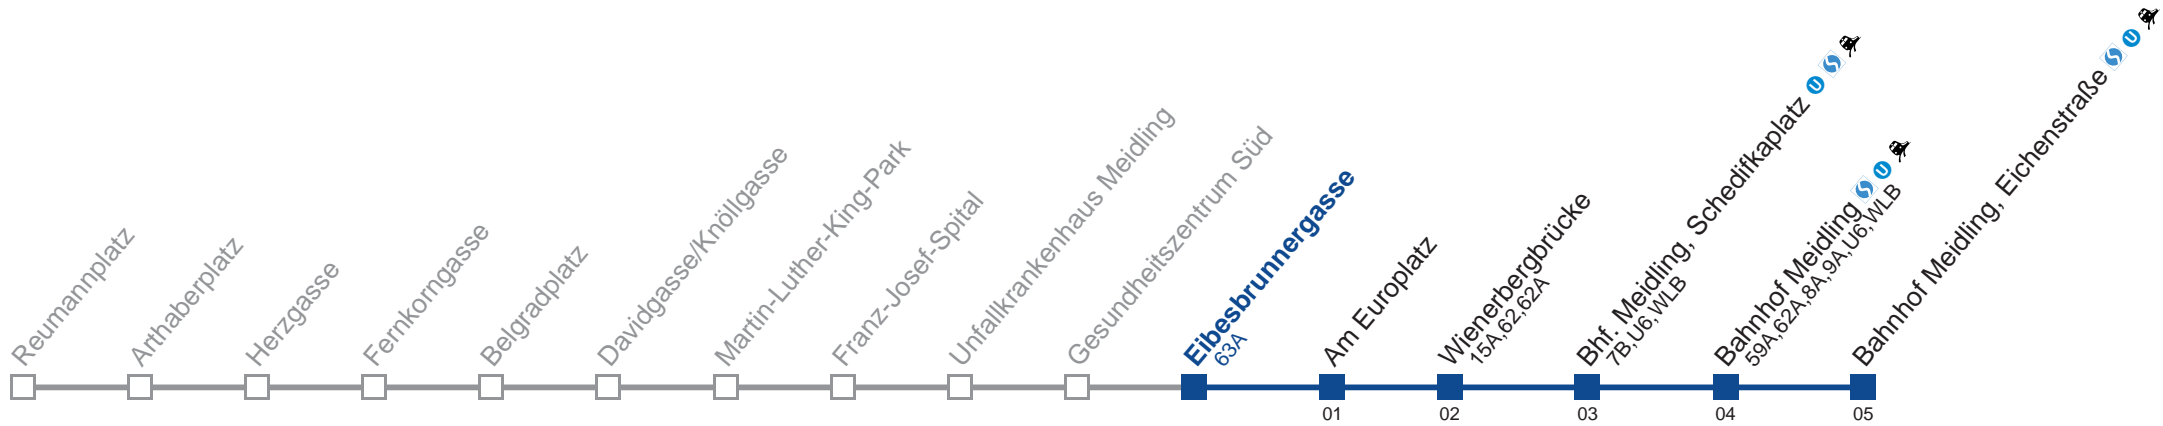 Reumannplatz
Arthaberplatz
Herzgasse
Fernkorngasse
Belgradplatz
Davidgasse/Knöllgasse
Martin-Luther-King-Park
Franz-Josef-Spital
Unfallkrankenhaus Meidling
Gesundheitszentrum Süd
Eibesbrunnergasse
63A
Am Europlatz
01
Wienerbergbrücke
15A,62,62A
02
Bhf. Meidling, Schedifkaplatz U S
7B,U6,WLB
03
Bahnhof Meidling S U
59A,62A,8A,9A,U6,WLB
04
Bahnhof Meidling, Eichenstraße S U
05